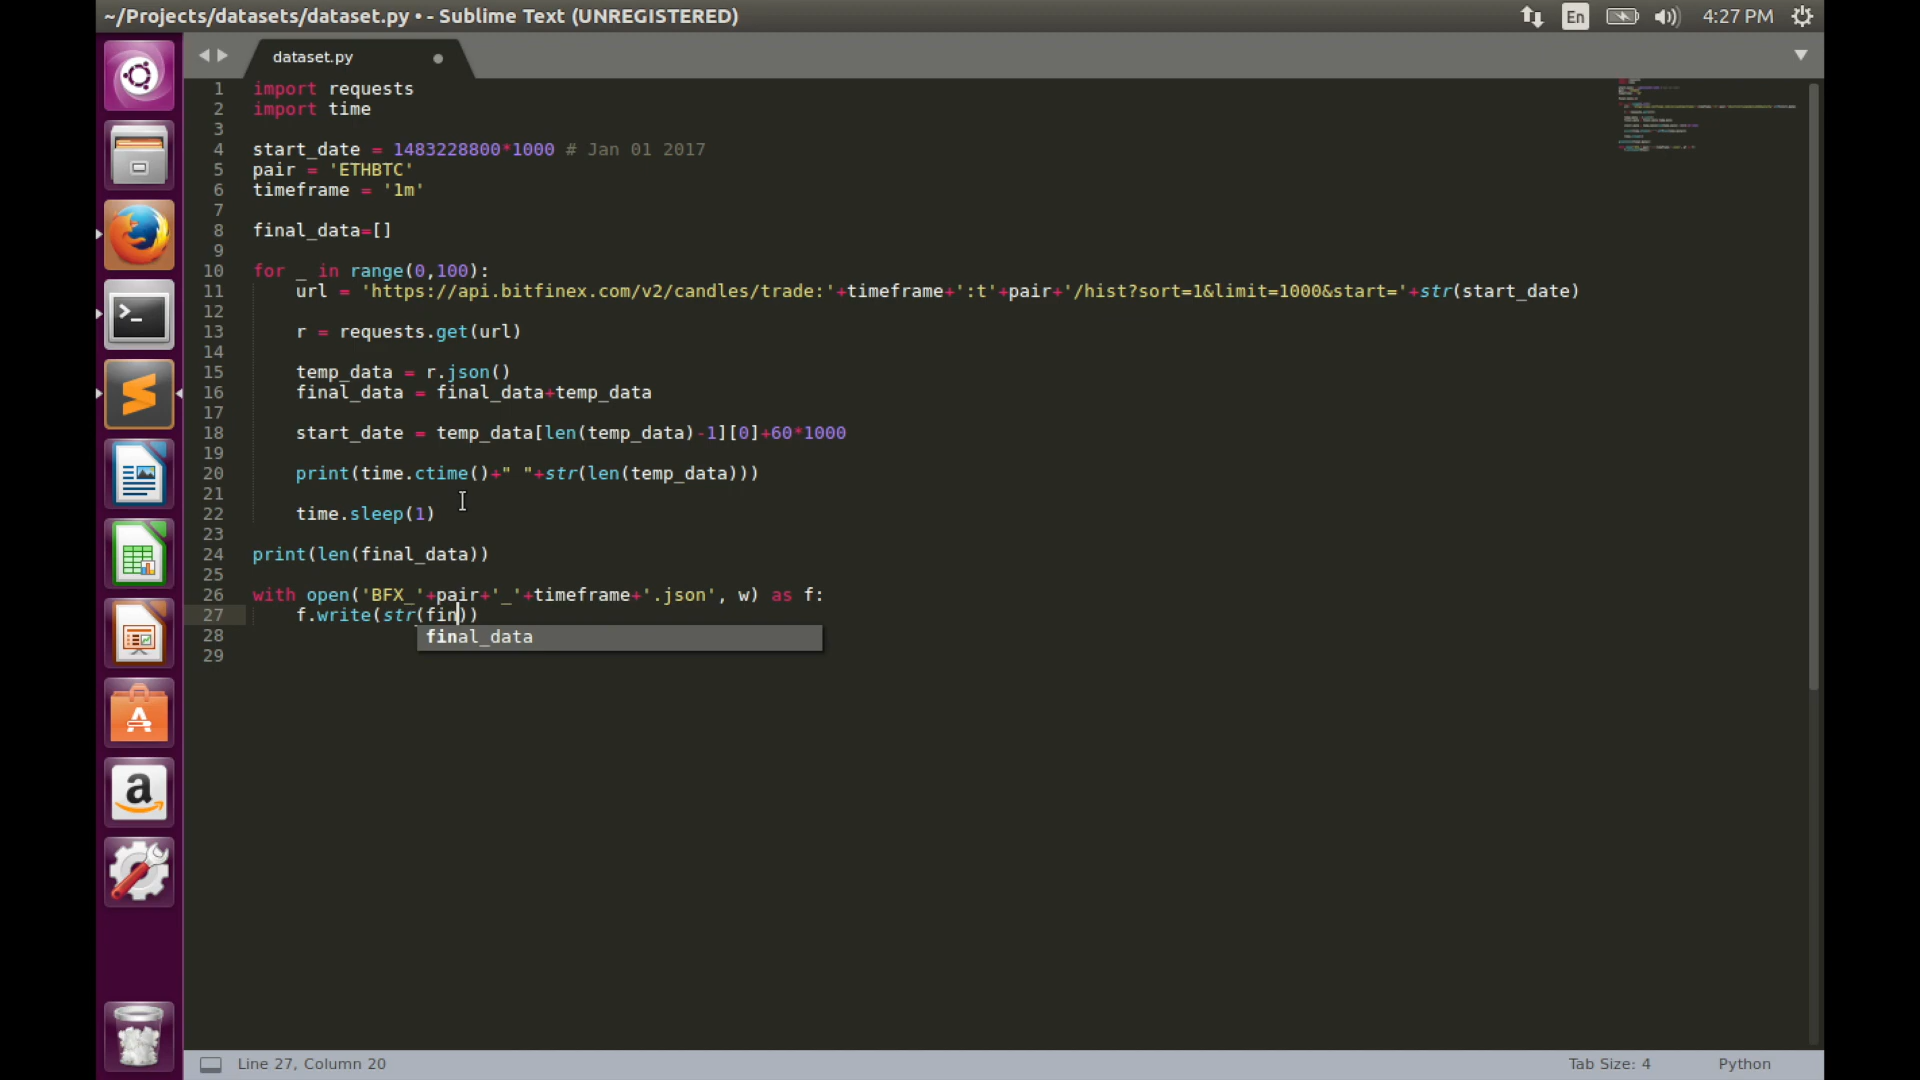 ~/Projects/datasets/dataset.py • - Sublime Text (UNREGISTERED)
En
4:27 PM
dataset.py
1 import requests
2 import time
3
4 start_date = 1483228800*1000 # Jan 01 2017
5 pair = 'ETHBTC'
6 timeframe = '1m'
7
8 final_data=[]
9
10 for _ in range(0,100):
11     url = 'https://api.bitfinex.com/v2/candles/trade:'+timeframe+':t'+pair+'/hist?sort=1&limit=1000&start='+str(start_date)
12
13     r = requests.get(url)
14
15     temp_data = r.json()
16     final_data = final_data+temp_data
17
18     start_date = temp_data[len(temp_data)-1][0]+60*1000
19
20     print(time.ctime()+" "+str(len(temp_data)))
21
22     time.sleep(1)
23
24 print(len(final_data))
25
26 with open('BFX_'+pair+'_'+timeframe+'.json', w) as f:
27     f.write(str(fin))
final_data
28
29
Line 27, Column 20
Tab Size: 4
Python